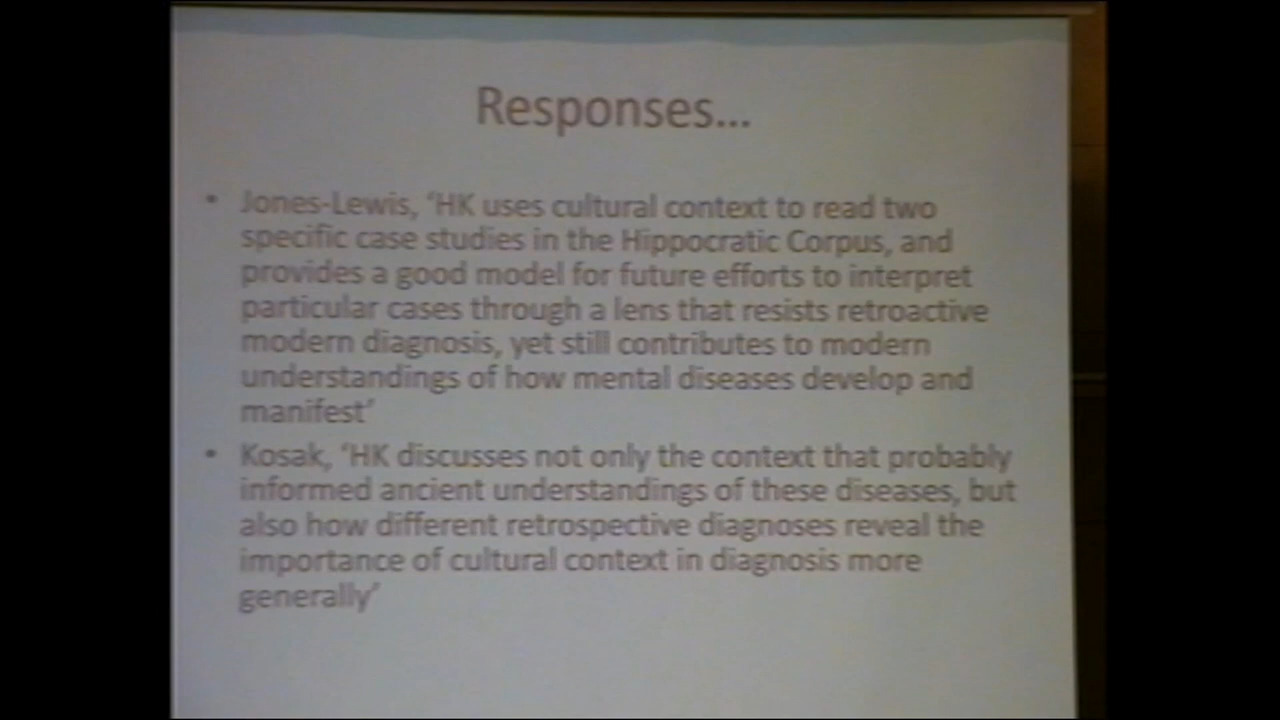 Responses...
• Jones-Lewis, ‘HK uses cultural context to read two
specific case studies in the Hippocratic Corpus, and
provides a good model for future efforts to interpret
particular cases through a lens that resists retroactive
modern diagnosis, yet still contributes to modern
understandings of how mental diseases develop and
manifest’
• Kosak, ‘HK discusses not only the context that probably
informed ancient understandings of these diseases, but
also how different retrospective diagnoses reveal the
importance of cultural context in diagnosis more
generally’